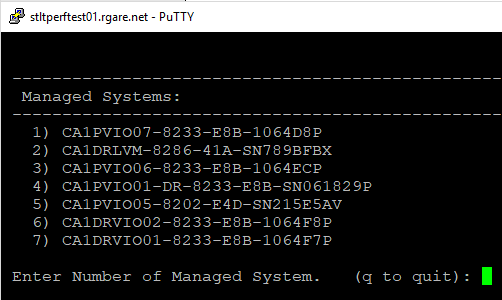 stltperftest01.rgare.net - PuTTY
--------------------------------------------------
Managed Systems:
--------------------------------------------------
1) CA1PVIO07-8233-E8B-1064D8P
2) CA1DRLVM-8286-41A-SN789BFBX
3) CA1PVIO06-8233-E8B-1064ECP
4) CA1PVIO01-DR-8233-E8B-SN061829P
5) CA1PVIO05-8202-E4D-SN215E5AV
6) CA1DRVIO02-8233-E8B-1064F8P
7) CA1DRVIO01-8233-E8B-1064F7P
Enter Number of Managed System.   (q to quit):